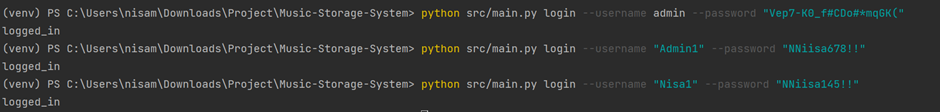 (venv) PS C:\Users\nisam\Downloads\Project\Music-Storage-System> python src/main.py login --username admin --password "Vep7-K0_f#CDo#*mqGK("
logged_in
(venv) PS C:\Users\nisam\Downloads\Project\Music-Storage-System> python src/main.py login --username "Admin1" --password "NNiisa678!!"
logged_in
(venv) PS C:\Users\nisam\Downloads\Project\Music-Storage-System> python src/main.py login --username "Nisa1" --password "NNiisa145!!"
logged_in